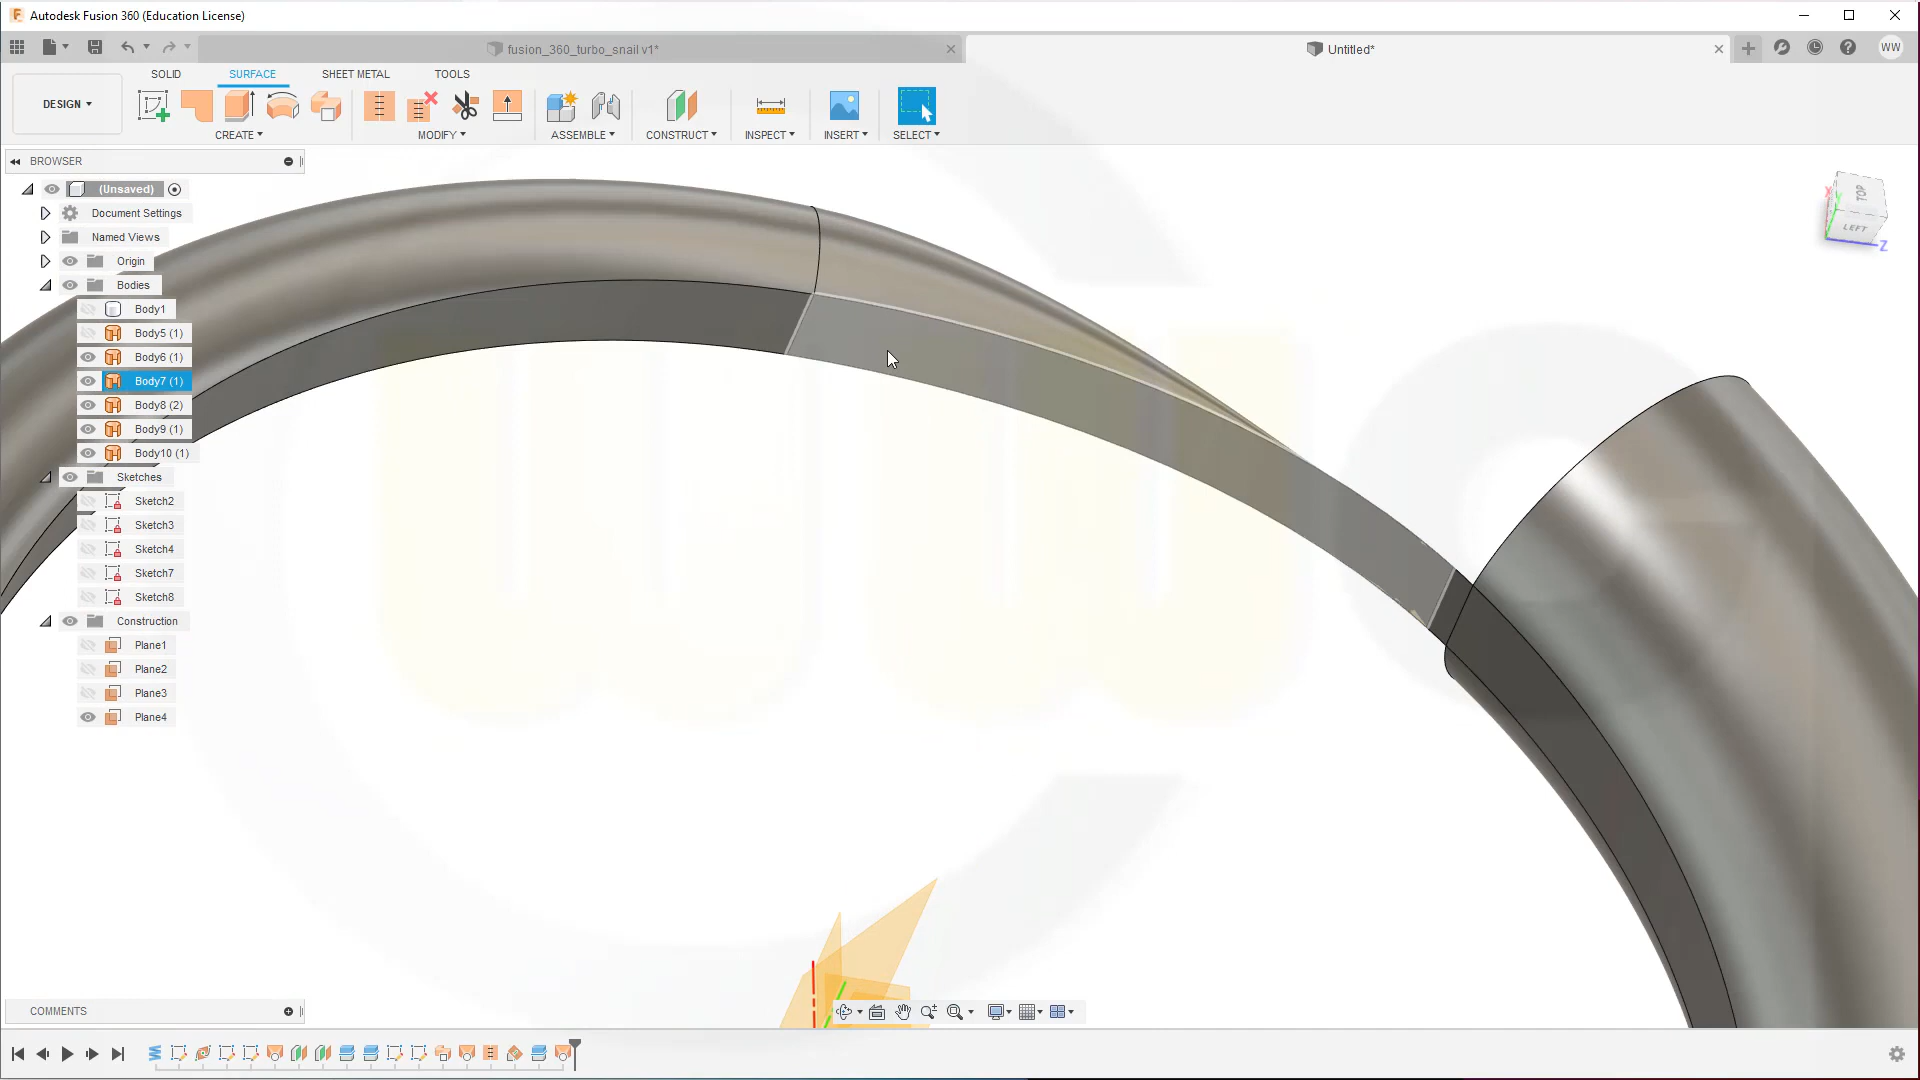 Autodesk Fusion 360 (Education License)
fusion_360_turbo_snail v1*
Untitled*
WW
DESIGN
SOLID
SURFACE
SHEET METAL
TOOLS
CREATE
MODIFY
ASSEMBLE
CONSTRUCT
INSPECT
INSERT
SELECT
BROWSER
(Unsaved)
Document Settings
Named Views
Origin
Bodies
Body1
Body5 (1)
Body6 (1)
Body7 (1)
Body8 (2)
Body9 (1)
Body10 (1)
Sketches
Sketch2
Sketch3
Sketch4
Sketch7
Sketch8
Construction
Plane1
Plane2
Plane3
Plane4
TOP
LEFT
X
Z
COMMENTS